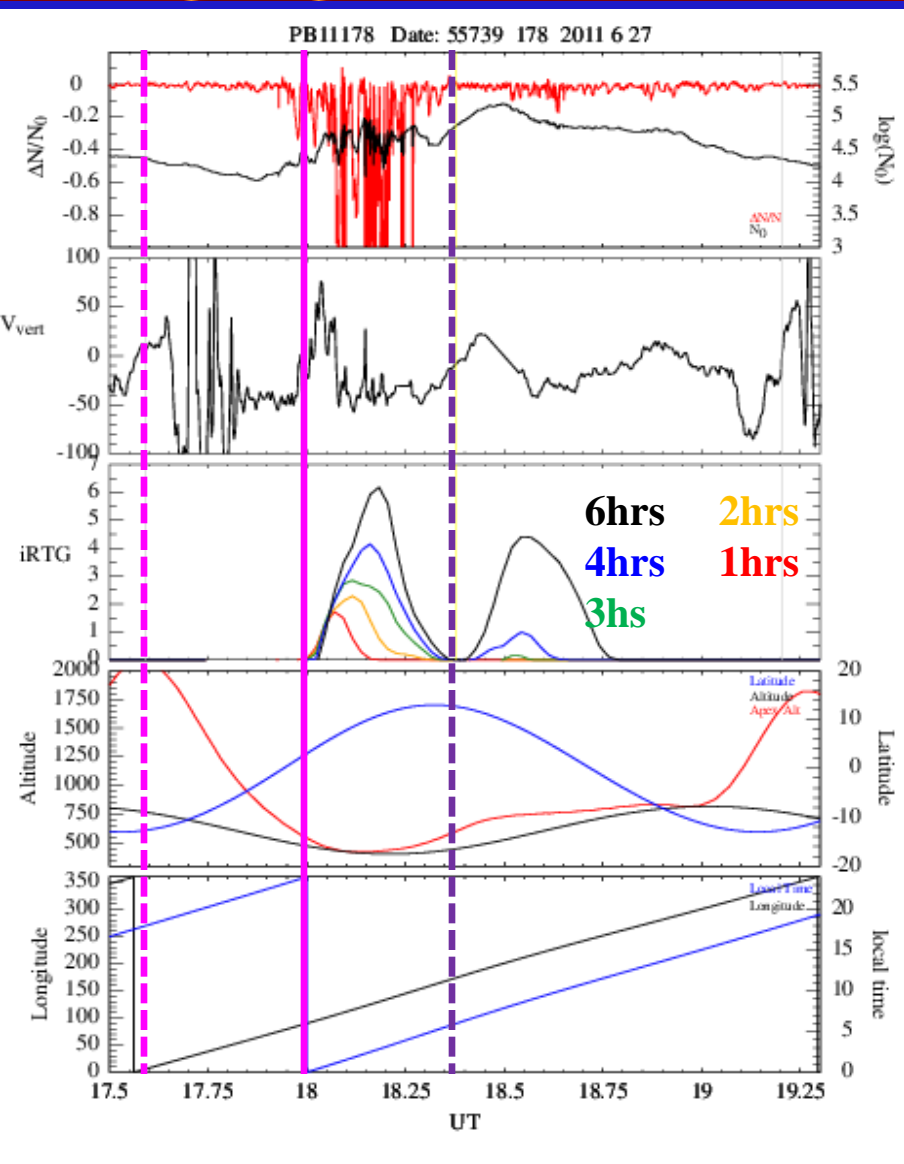 PB11178 Date: 55739 178 2011 6 27
0
-0.2
-0.4
-0.6
-0.8
ΔN/N0
5.5
5
4.5
4
3.5
3
log(N0)
ΔN/N
N0
100
50
0
-50
-100
Vvert
7
6
5
4
3
2
1
0
iRTG
6hrs 2hrs
4hrs 1hrs
3hs
2000
1750
1500
1250
1000
750
500
Altitude
20
10
0
-10
-20
Latitude
Latitude
Altitude
Apex Alt
350
300
250
200
150
100
50
0
Longitude
20
15
10
5
0
local time
Local Time
Longitude
17.5 17.75 18 18.25 18.5 18.75 19 19.25
UT